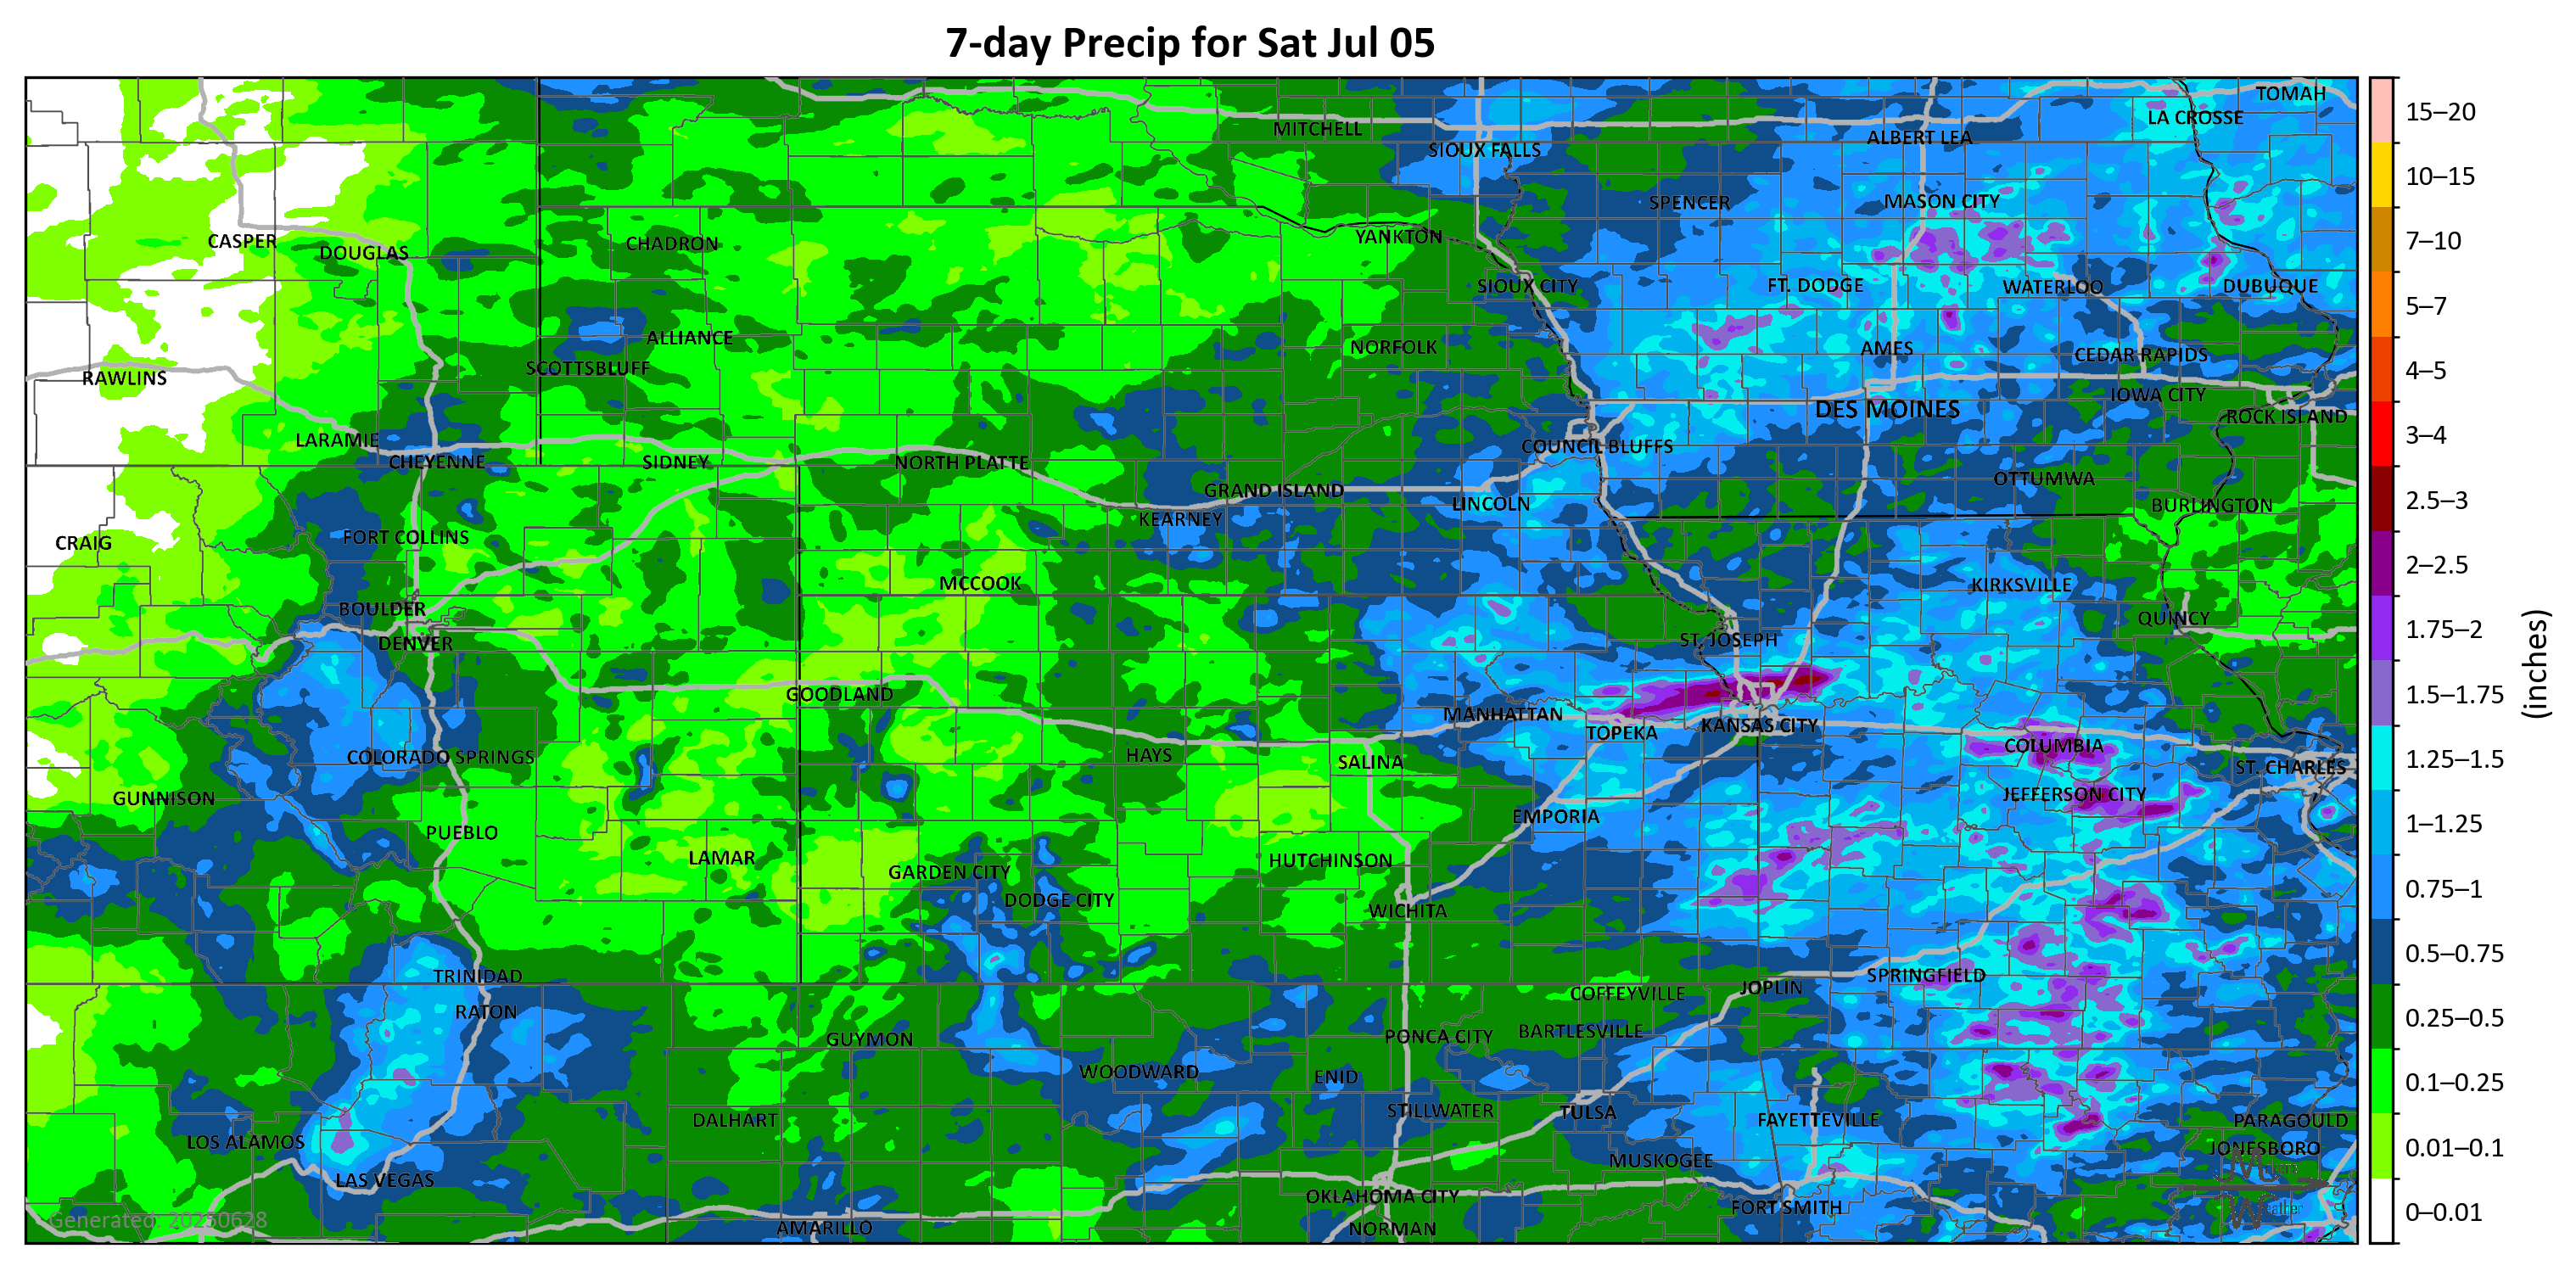 7-day Precip for Sat Jul 05
TOMAH
LA CROSSE
MITCHELL
ALBERT LEA
SIOUX FALLS
SPENCER
MASON CITY
CASPER
DOUGLAS
CHADRON
YANKTON
SIOUX CITY
FT. DODGE
WATERLOO
DUBUQUE
ALLIANCE
NORFOLK
AMES
CEDAR RAPIDS
SCOTTSBLUFF
RAWLINS
IOWA CITY
DES MOINES
ROCK ISLAND
LARAMIE
COUNCIL BLUFFS
CHEYENNE
SIDNEY
NORTH PLATTE
OTTUMWA
GRAND ISLAND
LINCOLN
BURLINGTON
KEARNEY
FORT COLLINS
CRAIG
MCCOOK
KIRKSVILLE
BOULDER
QUINCY
DENVER
ST. JOSEPH
GOODLAND
MANHATTAN
TOPEKA
KANSAS CITY
COLUMBIA
COLORADO SPRINGS
HAYS
SALINA
ST. CHARLES
GUNNISON
JEFFERSON CITY
EMPORIA
PUEBLO
LAMAR
HUTCHINSON
GARDEN CITY
DODGE CITY
WICHITA
TRINIDAD
SPRINGFIELD
JOPLIN
COFFEYVILLE
RATON
BARTLESVILLE
PONCA CITY
GUYMON
WOODWARD
ENID
STILLWATER
TULSA
DALHART
FAYETTEVILLE
PARAGOULD
LOS ALAMOS
JONESBORO
MUSKOGEE
LAS VEGAS
OKLAHOMA CITY
FORT SMITH
Generated: 20250628
AMARILLO
NORMAN
15–20
10–15
7–10
5–7
4–5
3–4
2.5–3
2–2.5
1.75–2
1.5–1.75
1.25–1.5
1–1.25
0.75–1
0.5–0.75
0.25–0.5
0.1–0.25
0.01–0.1
0–0.01
(inches)